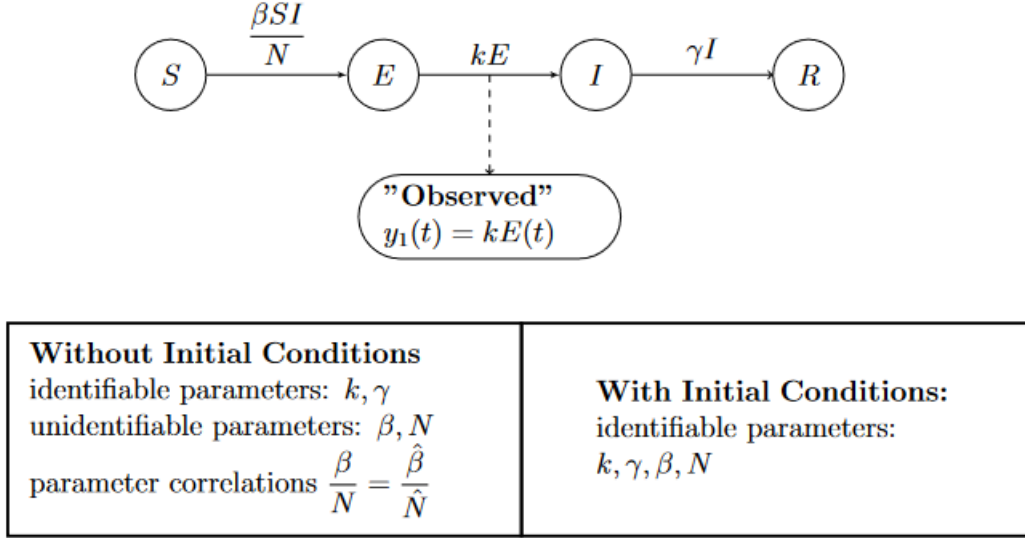 βSI/N
kE
γI
S
E
I
R
”Observed”
y₁(t) = kE(t)
Without Initial Conditions
identifiable parameters: k, γ
unidentifiable parameters: β, N
parameter correlations β/N = β̂/N̂
With Initial Conditions:
identifiable parameters:
k, γ, β, N